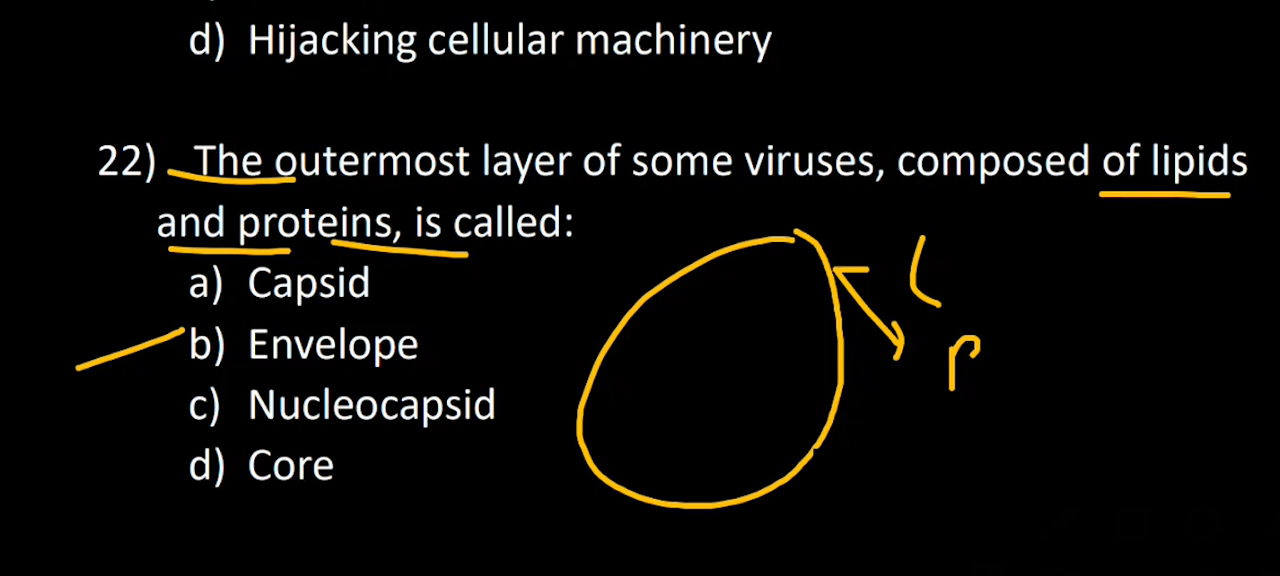 d) Hijacking cellular machinery
22) The outermost layer of some viruses, composed of lipids
and proteins, is called:
a) Capsid
L
b) Envelope
P
c) Nucleocapsid
d) Core